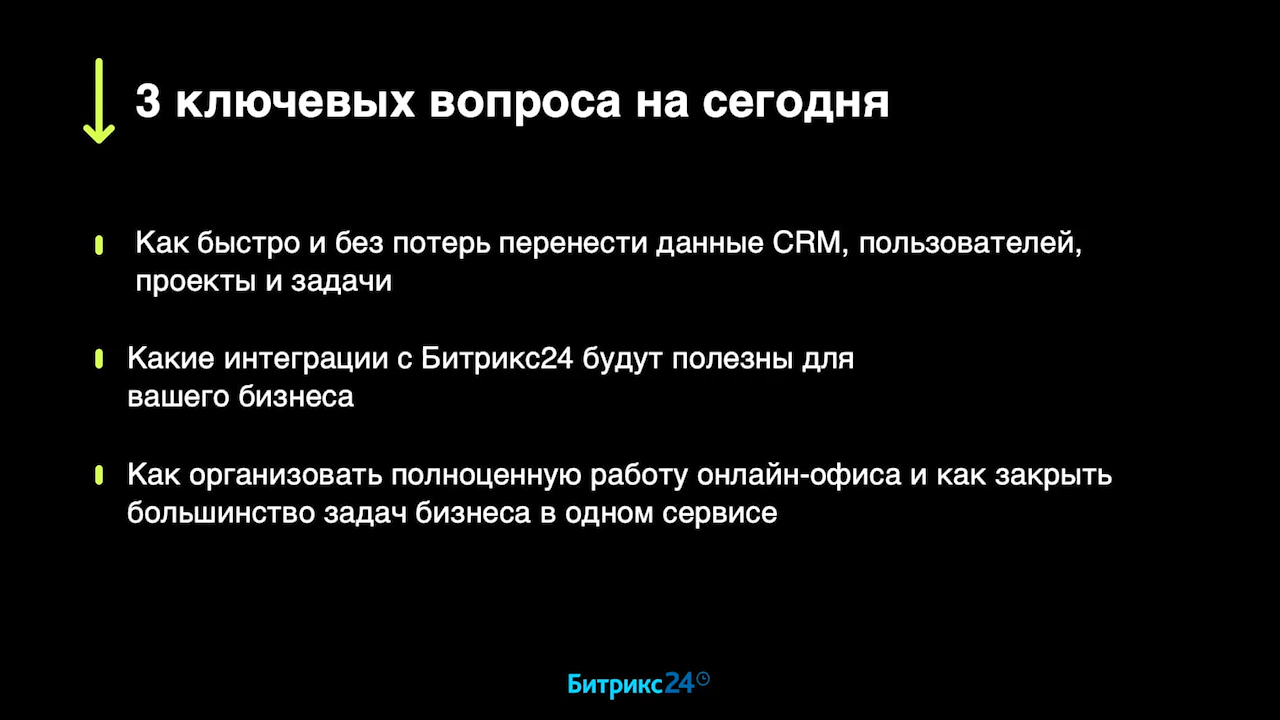 3 ключевых вопроса на сегодня
Как быстро и без потерь перенести данные CRM, пользователей,
проекты и задачи
Какие интеграции с Битрикс24 будут полезны для
вашего бизнеса
Как организовать полноценную работу онлайн-офиса и как закрыть
большинство задач бизнеса в одном сервисе
Битрикс24